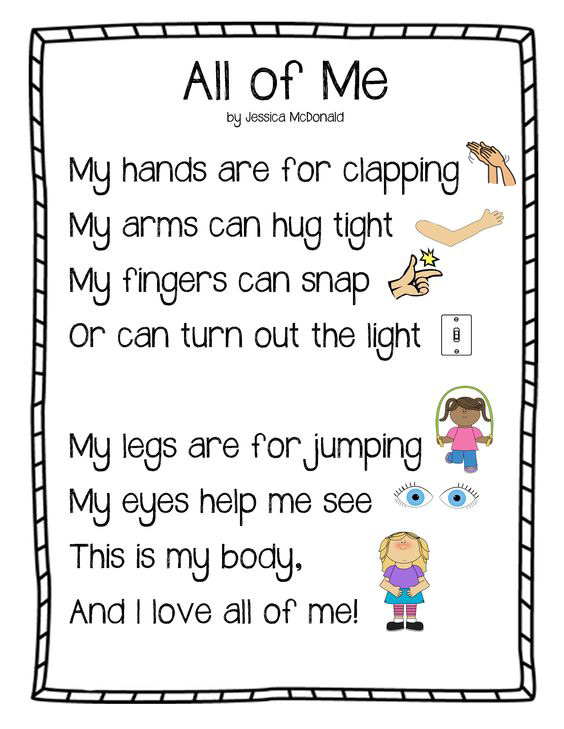 All of Me
by Jessica McDonald
My hands are for clapping
My arms can hug tight
My fingers can snap
Or can turn out the light
My legs are for jumping
My eyes help me see
This is my body,
And I love all of me!